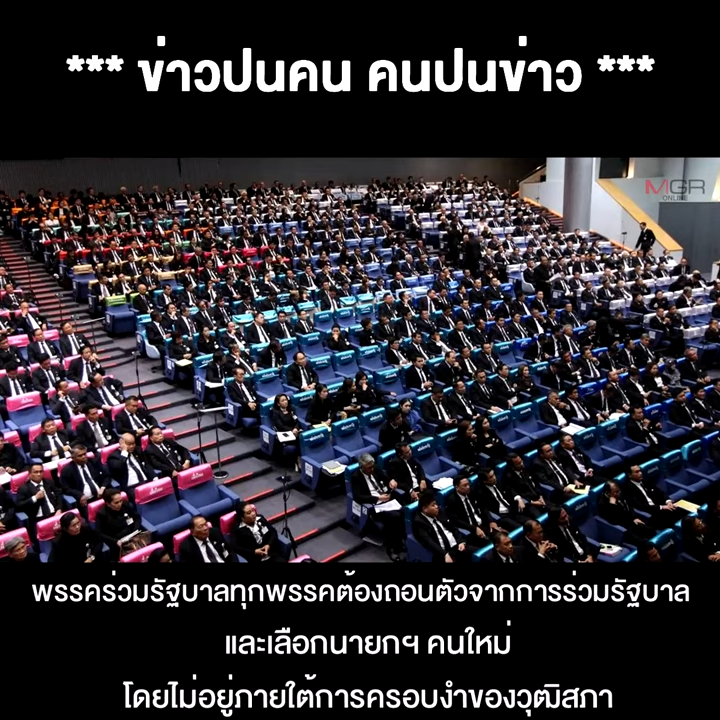 *** ข่าวปนคน คนปนข่าว ***
MGR
ONLINE
พรรคร่วมรัฐบาลทุกพรรคต้องถอนตัวจากการร่วมรัฐบาล
และเลือกนายกฯ คนใหม่
โดยไม่อยู่ภายใต้การครอบงำของวุฒิสภา